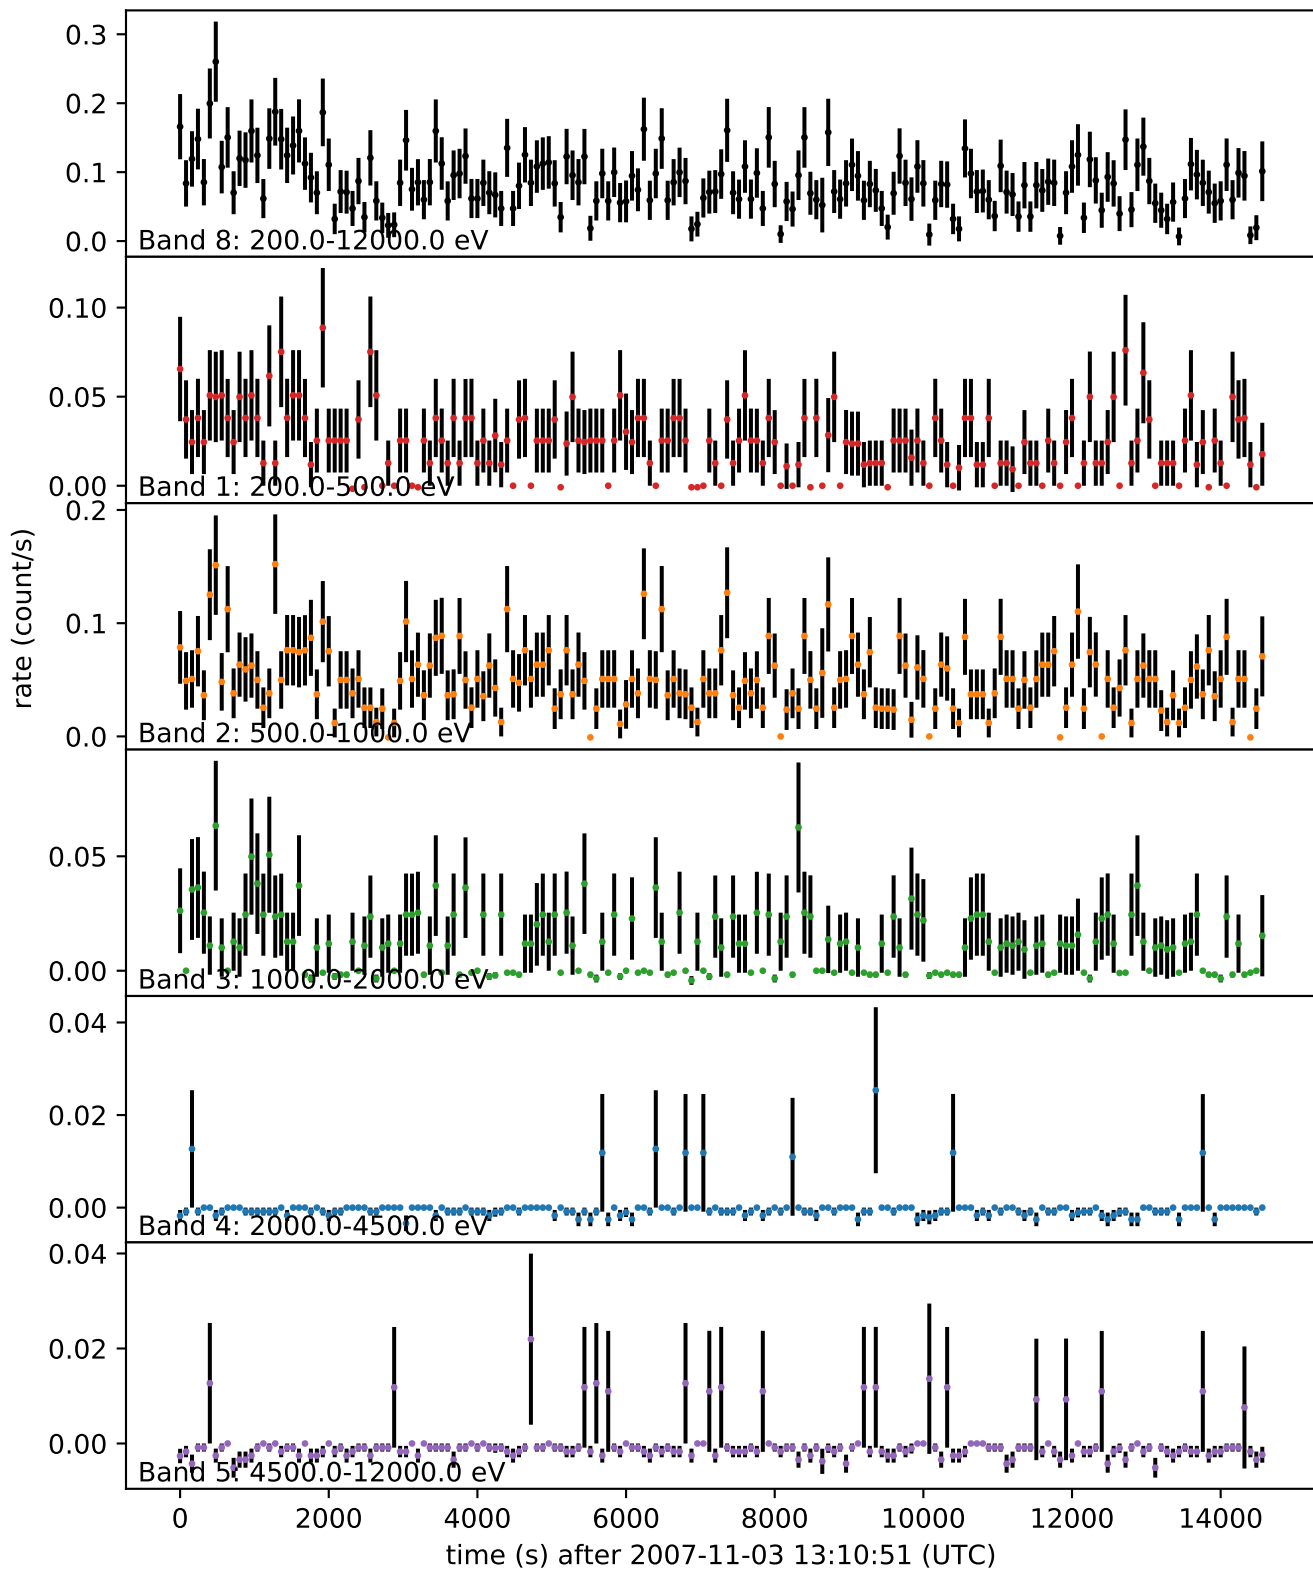 0.3
0.2
0.1
0.0
Band 8: 200.0-12000.0 eV
0.10
0.05
0.00
Band 1: 200.0-500.0 eV
0.2
0.1
0.0
Band 2: 500.0-1000.0 eV
rate (count/s)
0.05
0.00
Band 3: 1000.0-2000.0 eV
0.04
0.02
0.00
Band 4: 2000.0-4500.0 eV
0.04
0.02
0.00
Band 5: 4500.0-12000.0 eV
0 2000 4000 6000 8000 10000 12000 14000
time (s) after 2007-11-03 13:10:51 (UTC)